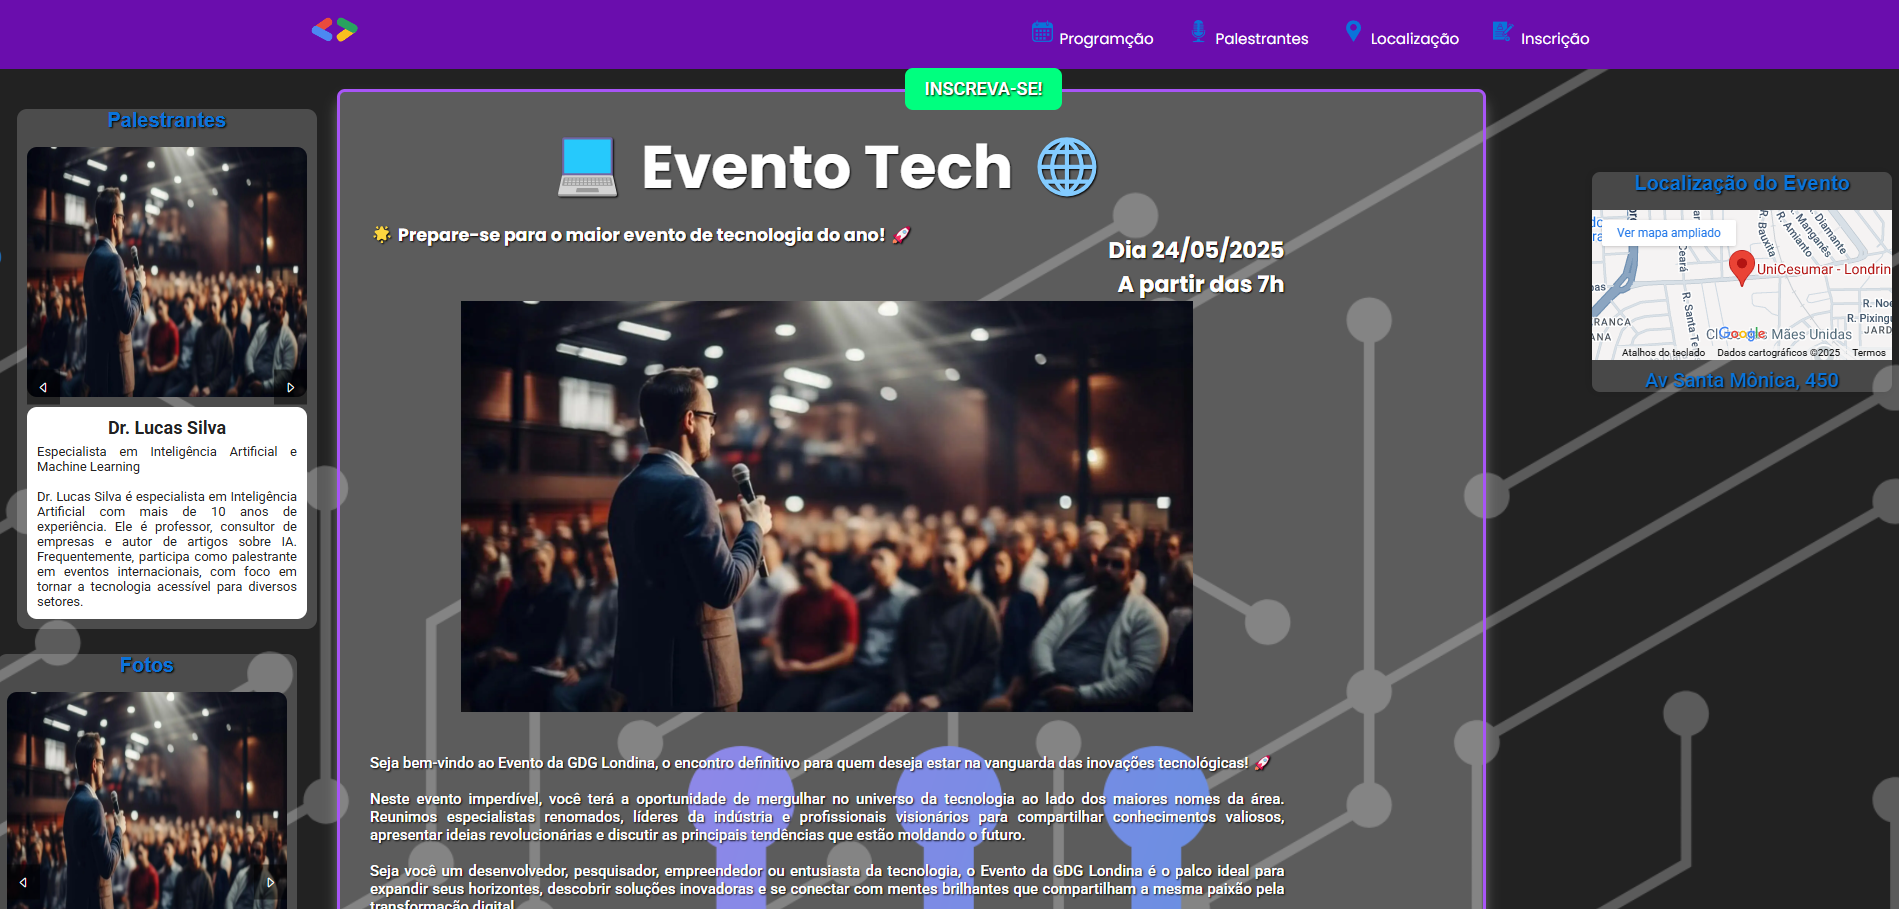 Programção
Palestrantes
Localização
Inscrição
INSCREVA-SE!
Palestrantes
Dr. Lucas Silva
Especialista em Inteligência Artificial e
Machine Learning
Dr. Lucas Silva é especialista em Inteligência
Artificial com mais de 10 anos de
experiência. Ele é professor, consultor de
empresas e autor de artigos sobre IA.
Frequentemente, participa como palestrante
em eventos internacionais, com foco em
tornar a tecnologia acessível para diversos
setores.
Fotos
Evento Tech
Prepare-se para o maior evento de tecnologia do ano!
Dia 24/05/2025
A partir das 7h
Seja bem-vindo ao Evento da GDG Londina, o encontro definitivo para quem deseja estar na vanguarda das inovações tecnológicas!
Neste evento imperdível, você terá a oportunidade de mergulhar no universo da tecnologia ao lado dos maiores nomes da área.
Reunimos especialistas renomados, líderes da indústria e profissionais visionários para compartilhar conhecimentos valiosos,
apresentar ideias revolucionárias e discutir as principais tendências que estão moldando o futuro.
Seja você um desenvolvedor, pesquisador, empreendedor ou entusiasta da tecnologia, o Evento da GDG Londina é o palco ideal para
expandir seus horizontes, descobrir soluções inovadoras e se conectar com mentes brilhantes que compartilham a mesma paixão pela
transformação digital.
Localização do Evento
Ver mapa ampliado
R. Bauxita
R. Amianto
R. Manganês
R. Diamante
Ceará
UniCesumar - Londrin
R. Santa Te
R. Noe
R. Pixing
JARD
RANCA
ANA
Google
Mães Unidas
Atalhos do teclado
Dados cartográficos ©2025
Termos
Av Santa Mônica, 450